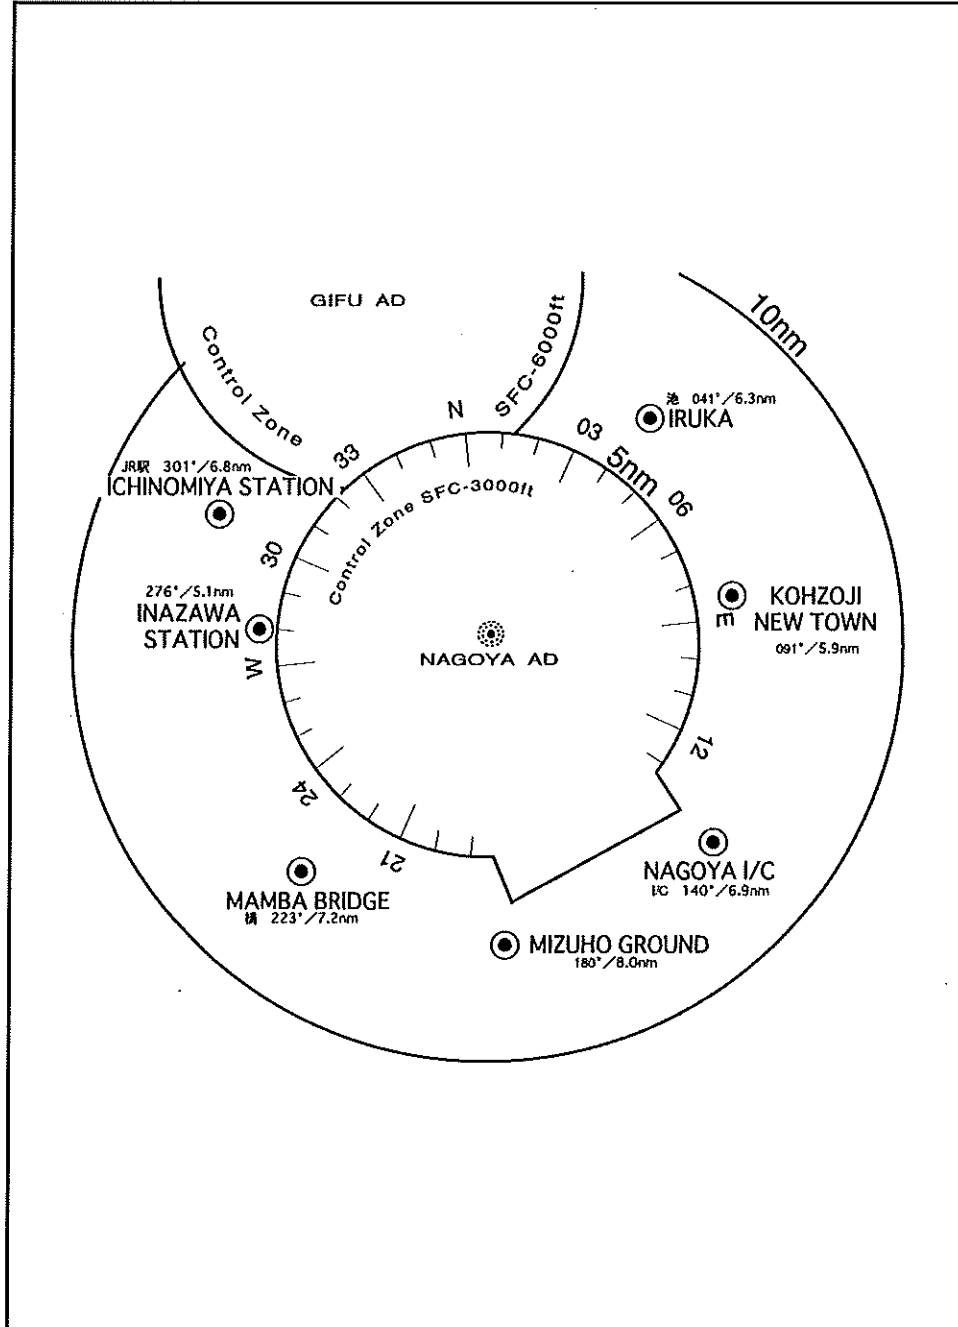 GIFU AD
Control Zone
SFC-6000ft
10nm
池 041°/6.3nm
IRUKA
N
03
5nm
06
33
JR駅 301°/6.8nm
ICHINOMIYA STATION
Control Zone SFC-3000ft
30
276°/5.1nm
INAZAWA
STATION
W
NAGOYA AD
E
KOHZOJI
NEW TOWN
091°/5.9nm
12
24
21
NAGOYA I/C
I/C 140°/6.9nm
MAMBA BRIDGE
橋 223°/7.2nm
MIZUHO GROUND
180°/8.0nm